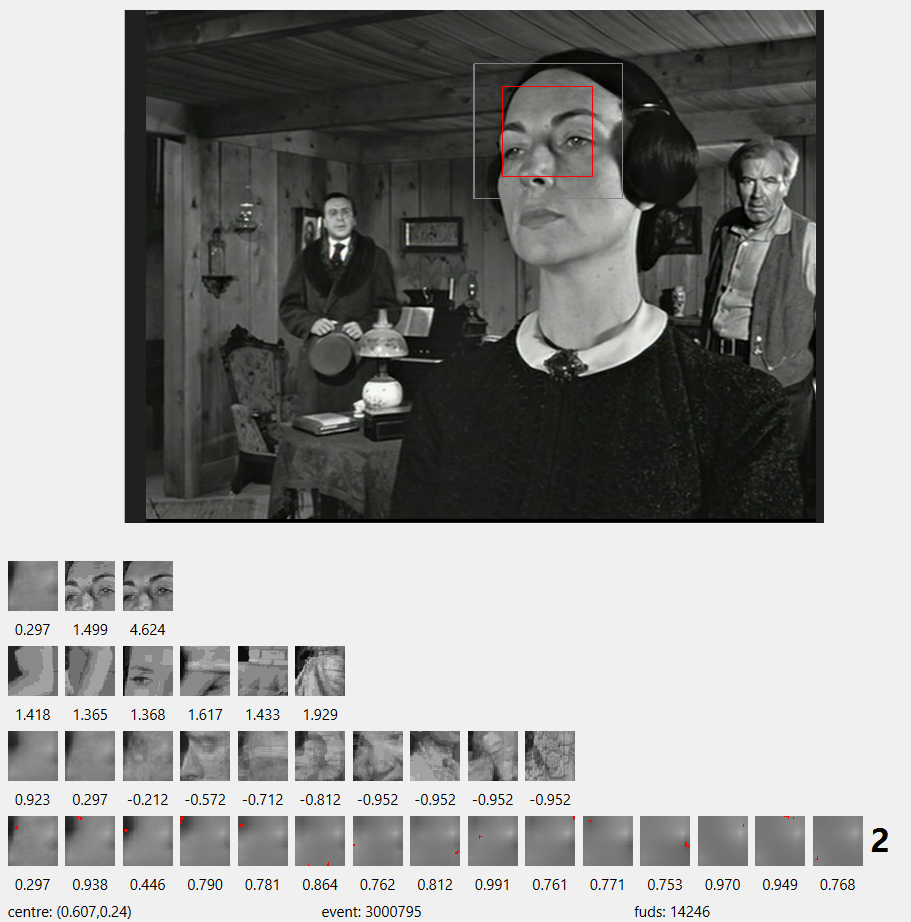 0.297 1.499 4.624
1.418 1.365 1.368 1.617 1.433 1.929
0.923 0.297 -0.212 -0.572 -0.712 -0.812 -0.952 -0.952 -0.952 -0.952
2
0.297 0.938 0.446 0.790 0.781 0.864 0.762 0.812 0.991 0.761 0.771 0.753 0.970 0.949 0.768
centre: (0.607,0.24) event: 3000795 fuds: 14246